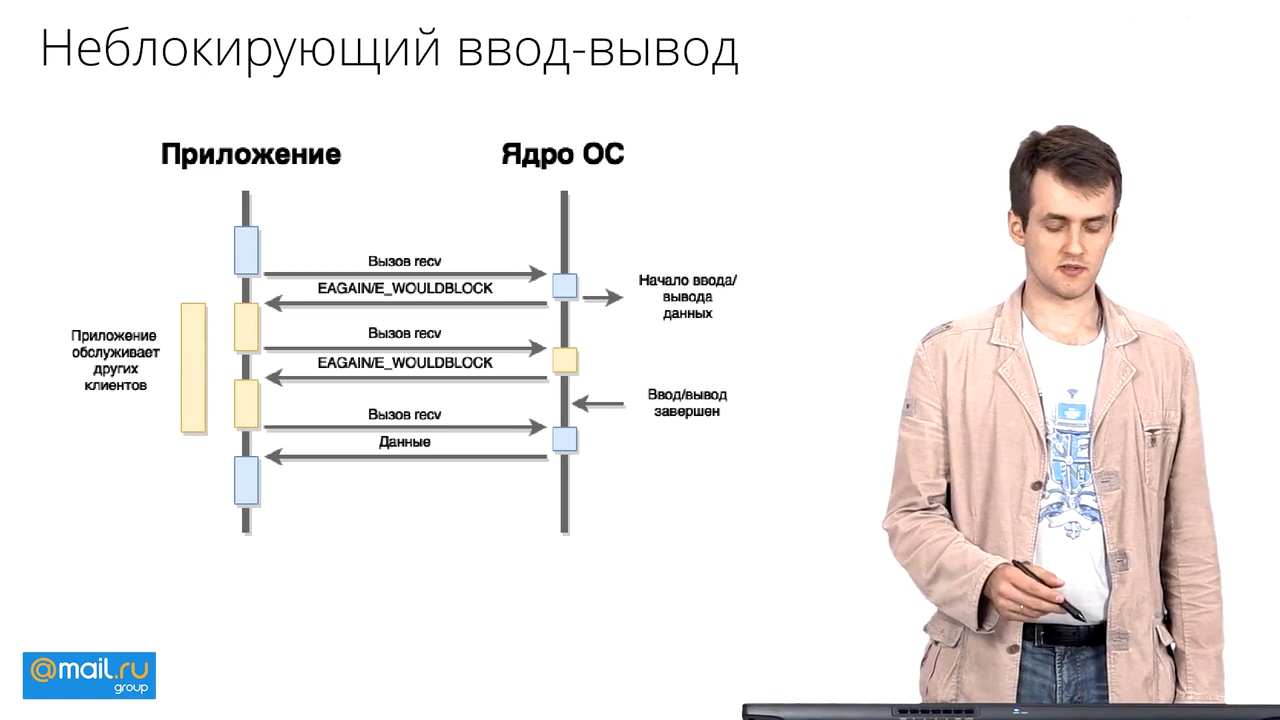 Неблокирующий ввод-вывод
Приложение
Ядро ОС
Вызов recv
EAGAIN/E_WOULDBLOCK
Начало ввода/
вывода
данных
Приложение
обслуживает
других
клиентов
Вызов recv
EAGAIN/E_WOULDBLOCK
Ввод/вывод
завершен
Вызов recv
Данные
@mail.ru
group